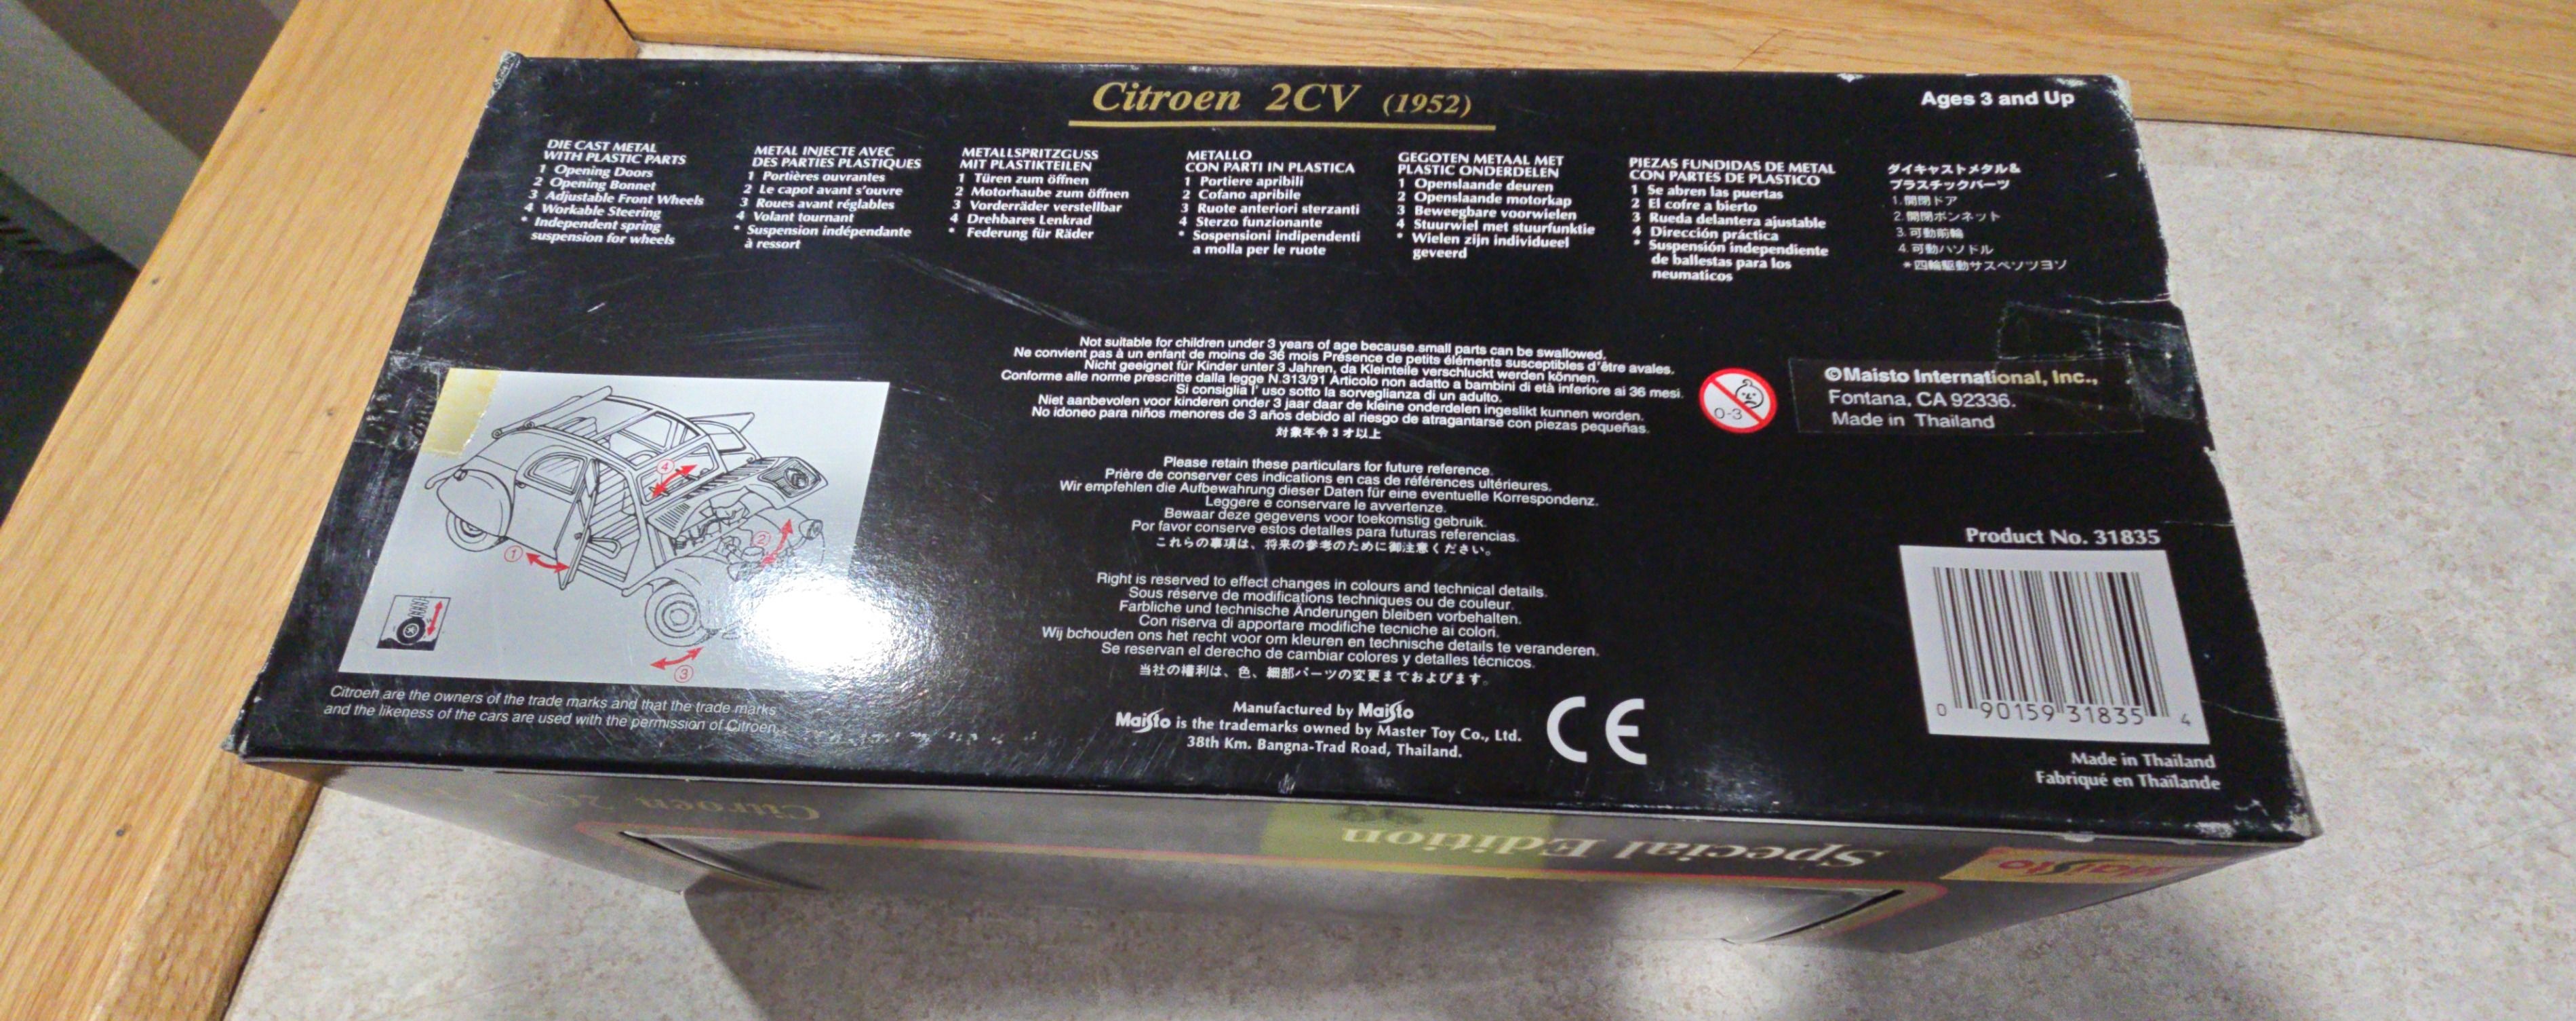 Citroen 2CV (1952)
Ages 3 and Up
DIE CAST METAL
WITH PLASTIC PARTS
1 Opening Doors
2 Opening Bonnet
3 Adjustable Front Wheels
4 Workable Steering
* Independent spring
suspension for wheels
METAL INJECTE AVEC
DES PARTIES PLASTIQUES
1 Portières ouvrantes
2 Le capot avant s'ouvre
3 Roues avant réglables
4 Volant tournant
* Suspension indépendante
à ressort
METALLSPRITZGUSS
MIT PLASTIKTEILEN
1 Türen zum öffnen
2 Motorhaube zum öffnen
3 Vorderräder verstellbar
4 Drehbares Lenkrad
* Federung für Räder
METALLO
CON PARTI IN PLASTICA
1 Portiere apribili
2 Cofano apribile
3 Ruote anteriori sterzanti
4 Sterzo funzionante
* Sospensioni indipendenti
a molla per le ruote
GEGOTEN METAAL MET
PLASTIC ONDERDELEN
1 Openslaande deuren
2 Openslaande motorkap
3 Beweegbare voorwielen
4 Stuurwiel met stuurfunktie
* Wielen zijn individueel
geveerd
PIEZAS FUNDIDAS DE METAL
CON PARTES DE PLASTICO
1 Se abren las puertas
2 El cofre a bierto
3 Rueda delantera ajustable
4 Dirección práctica
* Suspensión independiente
de ballestas para los
neumaticos
ダイキャストメタル&
プラスチックパーツ
1.開閉ドア
2.開閉ボンネット
3.可動前輪
4.可動ハンドル
*四輪駆動サスペソツヨソ
Not suitable for children under 3 years of age because small parts can be swallowed.
Ne convient pas à un enfant de moins de 36 mois Présence de petits éléments susceptibles d'être avales.
Nicht geeignet für Kinder unter 3 Jahren, da Kleinteile verschluckt werden können.
Conforme alle norme prescritte dalla legge N.313/91 Articolo non adatto a bambini di età inferiore ai 36 mesi.
Si consiglia l' uso sotto la sorveglianza di un adulto.
Niet aanbevolen voor kinderen onder 3 jaar daar de kleine onderdelen ingeslikt kunnen worden.
No idoneo para niños menores de 3 años debido al riesgo de atragantarse con piezas pequeñas.
対象年令3才以上
0-3
©Maisto International, Inc.,
Fontana, CA 92336.
Made in Thailand
Please retain these particulars for future reference.
Prière de conserver ces indications en cas de références ultérieures.
Wir empfehlen die Aufbewahrung dieser Daten für eine eventuelle Korrespondenz.
Leggere e conservare le avvertenze.
Bewaar deze gegevens voor toekomstig gebruik.
Por favor conserve estos detalles para futuras referencias.
これらの事項は、将来の参考のために御注意ください。
Right is reserved to effect changes in colours and technical details.
Sous réserve de modifications techniques ou de couleur.
Farbliche und technische Änderungen bleiben vorbehalten.
Con riserva di apportare modifiche tecniche ai colori.
Wij bchouden ons het recht voor om kleuren en technische details te veranderen.
Se reservan el derecho de cambiar colores y detalles técnicos.
当社の権利は、色、細部パーツの変更までおよびます。
4
2
1
3
Citroen are the owners of the trade marks and that the trade marks
and the likeness of the cars are used with the permission of Citroen.
Manufactured by Maisto
Maisto is the trademarks owned by Master Toy Co., Ltd.
38th Km. Bangna-Trad Road, Thailand.
CE
Product No. 31835
0 90159 31835 4
Made in Thailand
Fabriqué en Thaïlande
Citroen 2CV
Special Edition
Maisto